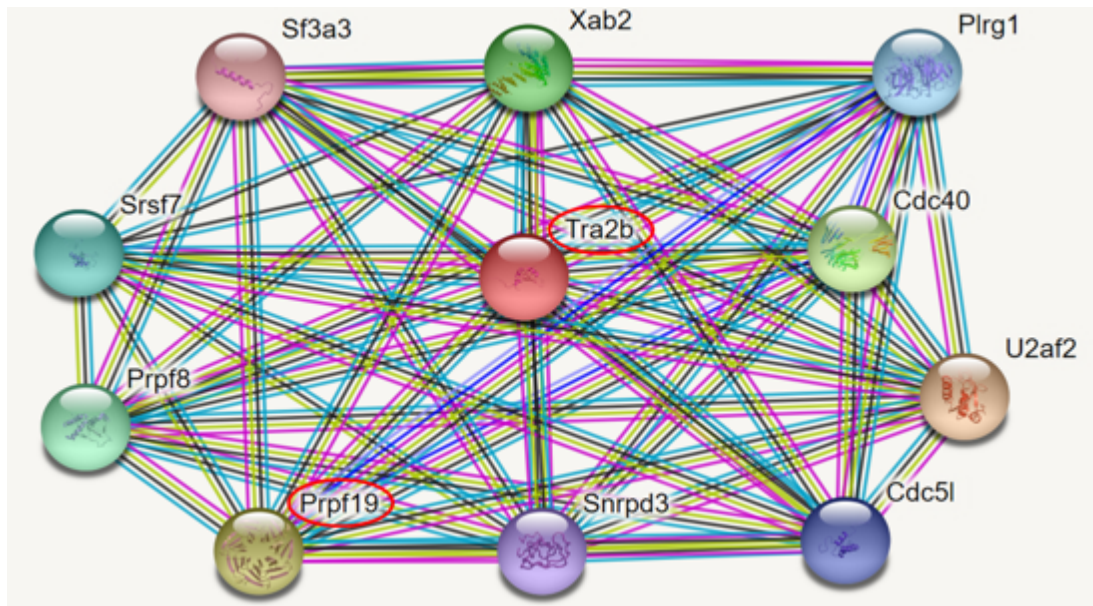 Sf3a3
Xab2
Plrg1
Srsf7
Tra2b
Cdc40
U2af2
Prpf8
Prpf19
Snrpd3
Cdc5l